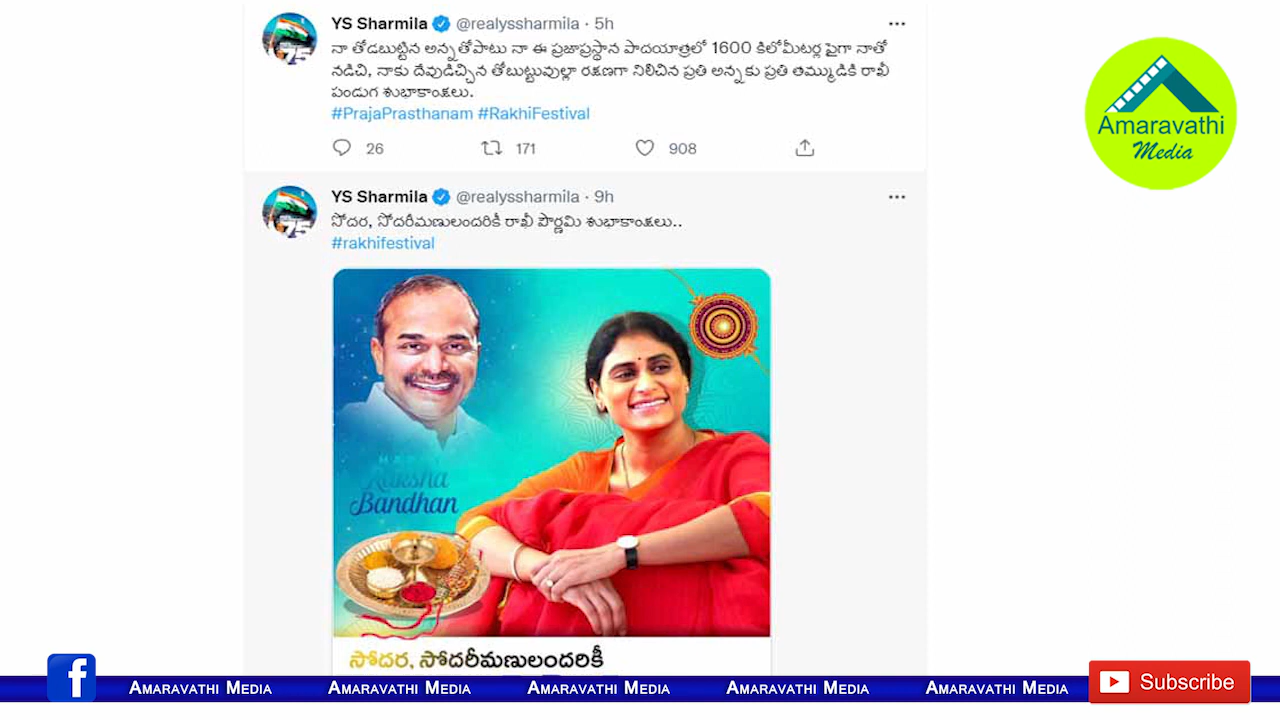 YS Sharmila @realyssharmila · 5h
నా తోడబుట్టిన అన్నతోపాటు నా ఈ ప్రజాప్రస్థాన పాదయాత్రలో 1600 కిలోమీటర్ల పైగా నాతో
నడిచి, నాకు దేవుడిచ్చిన తోబుట్టువుల్లా రక్షణగా నిలిచిన ప్రతి అన్నకు ప్రతి తమ్ముడికి రాఖీ
పండుగ శుభాకాంక్షలు.
#PrajaPrasthanam #RakhiFestival
26 171 908
YS Sharmila @realyssharmila · 9h
సోదర, సోదరీమణులందరికీ రాఖీ పౌర్ణమి శుభాకాంక్షలు..
#rakhifestival
75
75
HAPPY
Raksha
Bandhan
సోదర, సోదరీమణులందరికీ
Amaravathi
Media
f
AMARAVATHI MEDIA AMARAVATHI MEDIA AMARAVATHI MEDIA AMARAVATHI MEDIA AMARAVATHI MEDIA
Subscribe